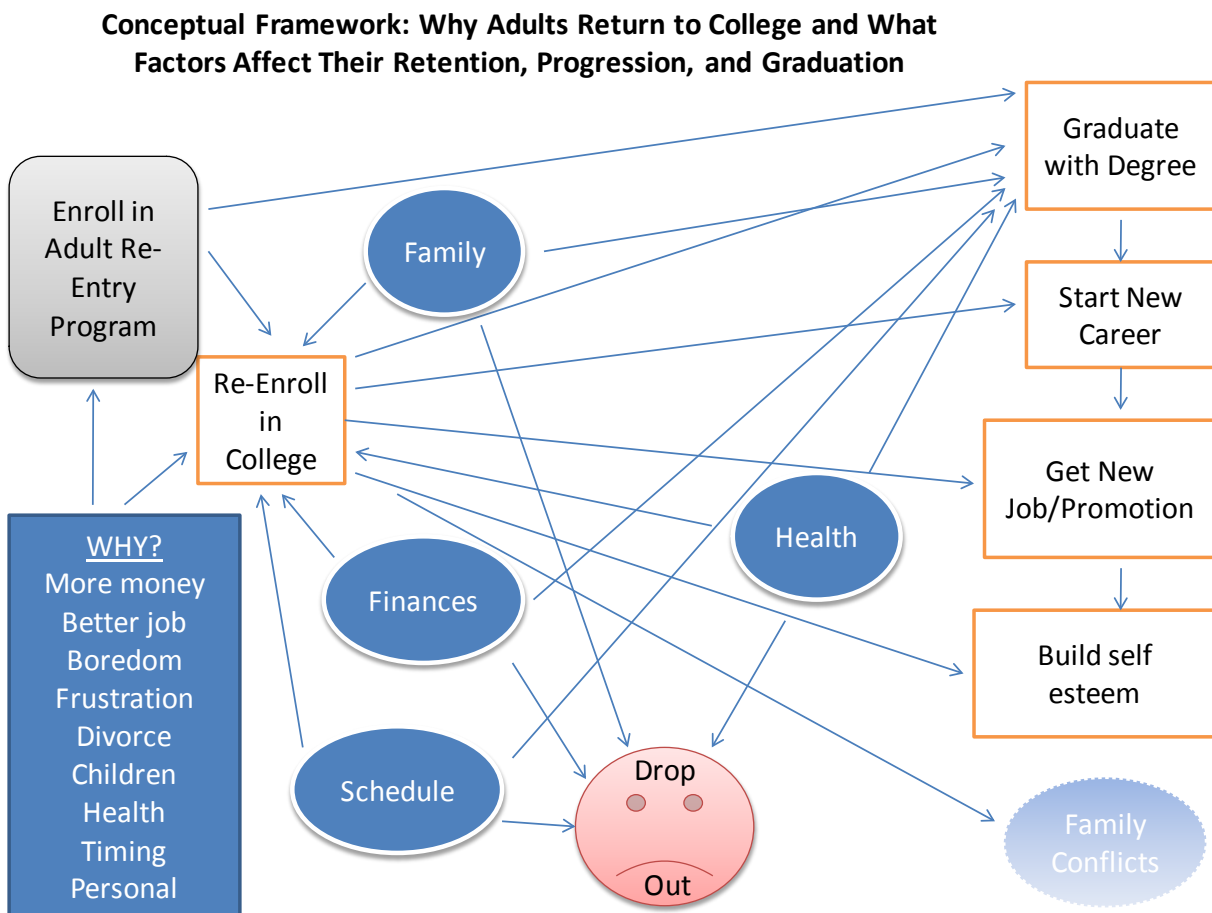 Conceptual Framework: Why Adults Return to College and What
Factors Affect Their Retention, Progression, and Graduation
Enroll in
Adult Re-
Entry
Program
Family
Graduate
with Degree
Start New
Career
Re-Enroll
in
College
Get New
Job/Promotion
Health
Finances
WHY?
More money
Better job
Boredom
Frustration
Divorce
Children
Health
Timing
Personal
Schedule
Build self
esteem
Drop
Out
Family
Conflicts